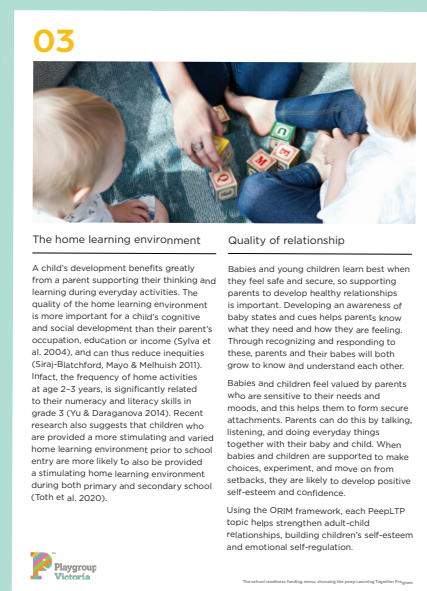 03
The home learning environment
A child's development benefits greatly
from a parent supporting their thinking and
learning during everyday activities. The
quality of the home learning environment
is more important for a child's cognitive
and social development than their parent's
occupation, education or income (Sylva et
al. 2004), and can thus reduce inequities
(Siraj-Blatchford, Mayo & Melhuish 2011).
Infact, the frequency of home activities
at age 2–3 years, is significantly related
to their numeracy and literacy skills in
grade 3 (Yu & Daraganova 2014). Recent
research also suggests that children who
are provided a more stimulating and varied
home learning environment prior to school
entry are more likely to also be provided
a stimulating home learning environment
during both primary and secondary school
(Toth et al. 2020).
Quality of relationship
Babies and young children learn best when
they feel safe and secure, so supporting
parents to develop healthy relationships
is important. Developing an awareness of
baby states and cues helps parents know
what they need and how they are feeling.
Through recognizing and responding to
these, parents and their babes will both
grow to know and understand each other.
Babies and children feel valued by parents
who are sensitive to their needs and
moods, and this helps them to form secure
attachments. Parents can do this by talking,
listening, and doing everyday things
together with their baby and child. When
babies and children are supported to make
choices, experiment, and move on from
setbacks, they are likely to develop positive
self-esteem and confidence.
Using the ORIM framework, each PeepLTP
topic helps strengthen adult-child
relationships, building children's self-esteem
and emotional self-regulation.
Playgroup
Victoria
The school readiness funding menu; choosing the peep Learning Together Program